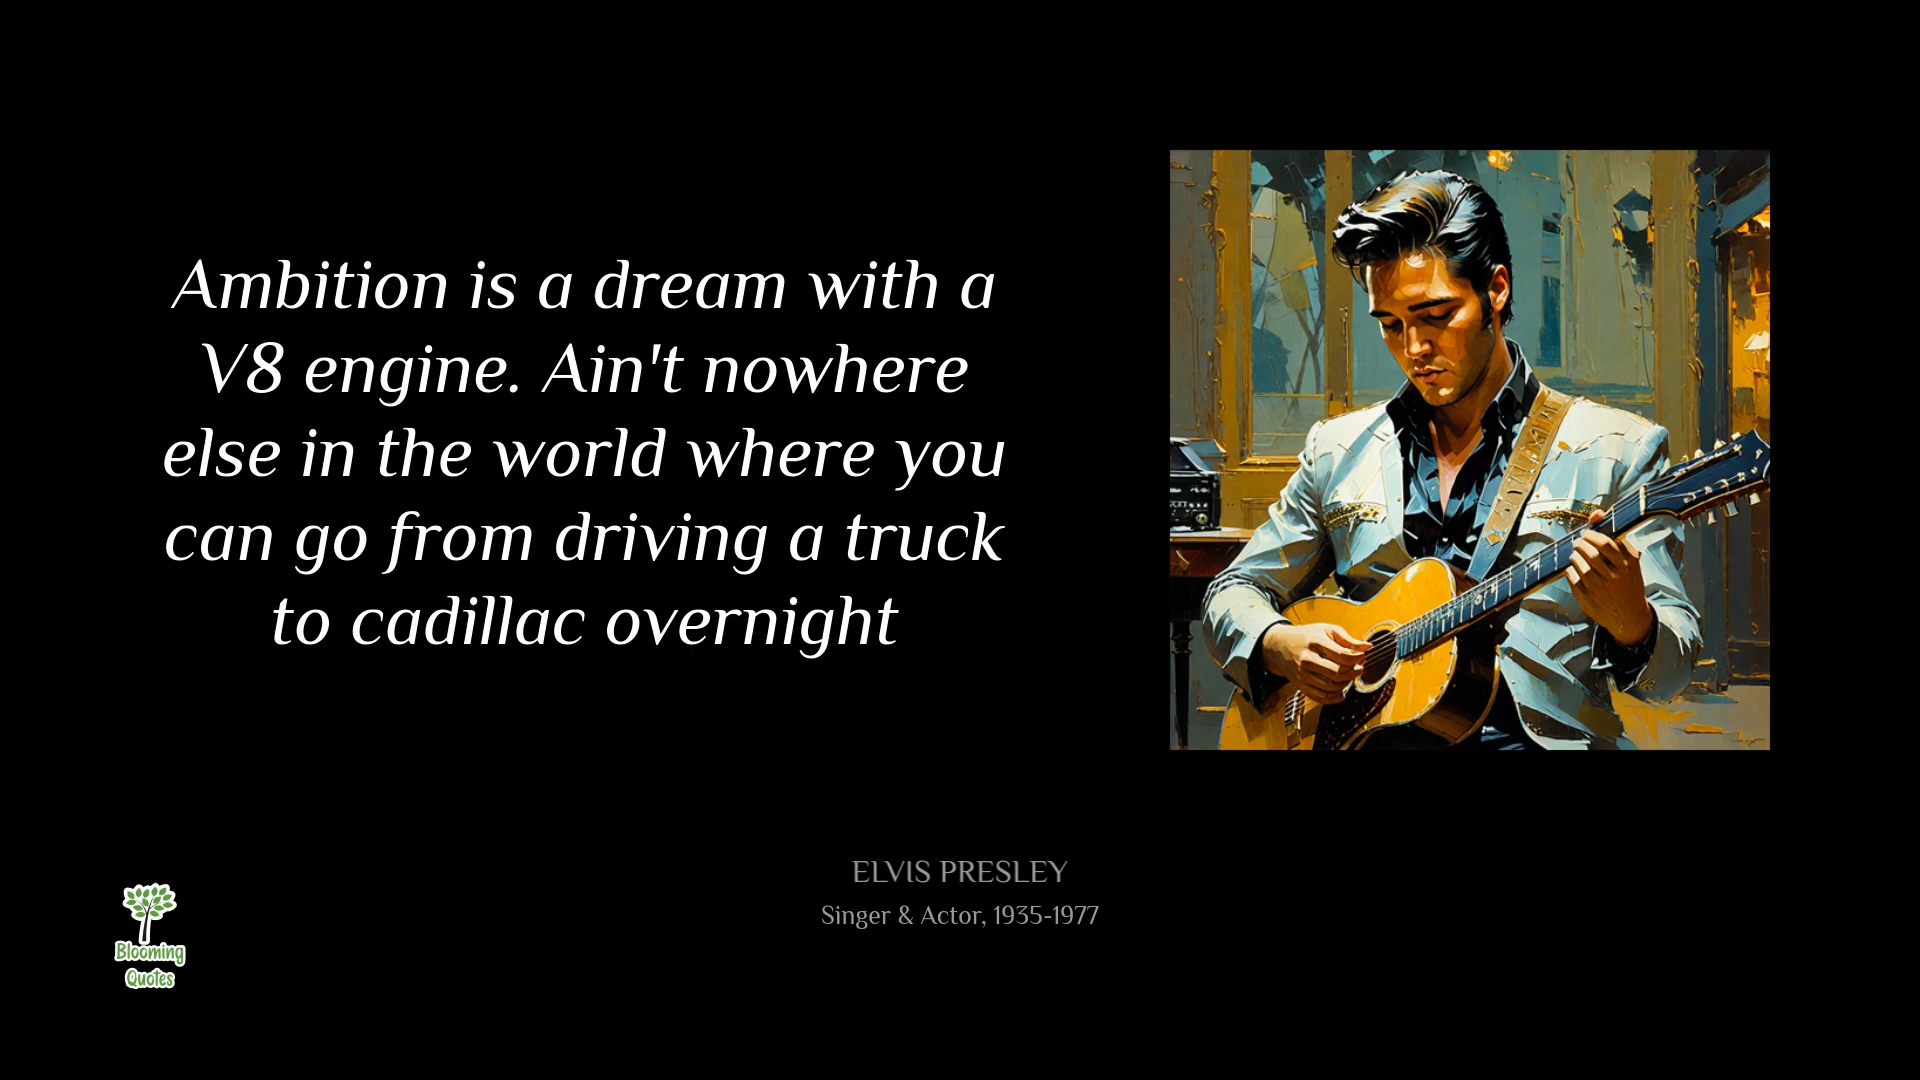 Ambition is a dream with a
V8 engine. Ain't nowhere
else in the world where you
can go from driving a truck
to cadillac overnight
ELVIS PRESLEY
Singer & Actor, 1935-1977
Blooming
Quotes